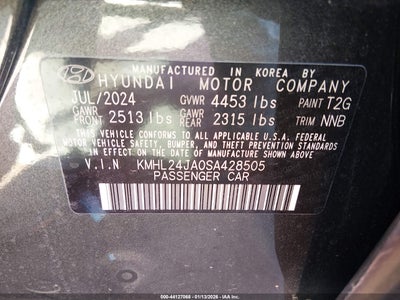 MANUFACTURED IN KOREA BY
HYUNDAI MOTOR COMPANY
JUL/2024 GVWR 4453 lbs PAINT T2G
GAWR FRONT 2513 lbs GAWR REAR 2315 lbs TRIM NNB
THIS VEHICLE CONFORMS TO ALL APPLICABLE U.S.A. FEDERAL
MOTOR VEHICLE SAFETY, BUMPER, AND THEFT PREVENTION
STANDARDS IN EFFECT ON THE DATE OF MANUFACTURE SHOWN ABOVE.
V.I.N KMHL24JA0SA428505
PASSENGER CAR
000-44127068 - 01/13/2026 - IAA Inc.